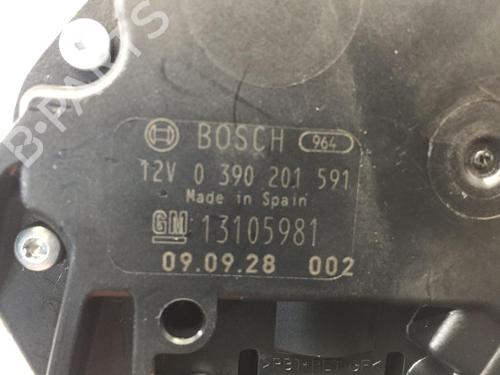 BOSCH 964
12V 0 390 201 591
Made in Spain
GM 13105981
09.09.28 002
B-PARTS